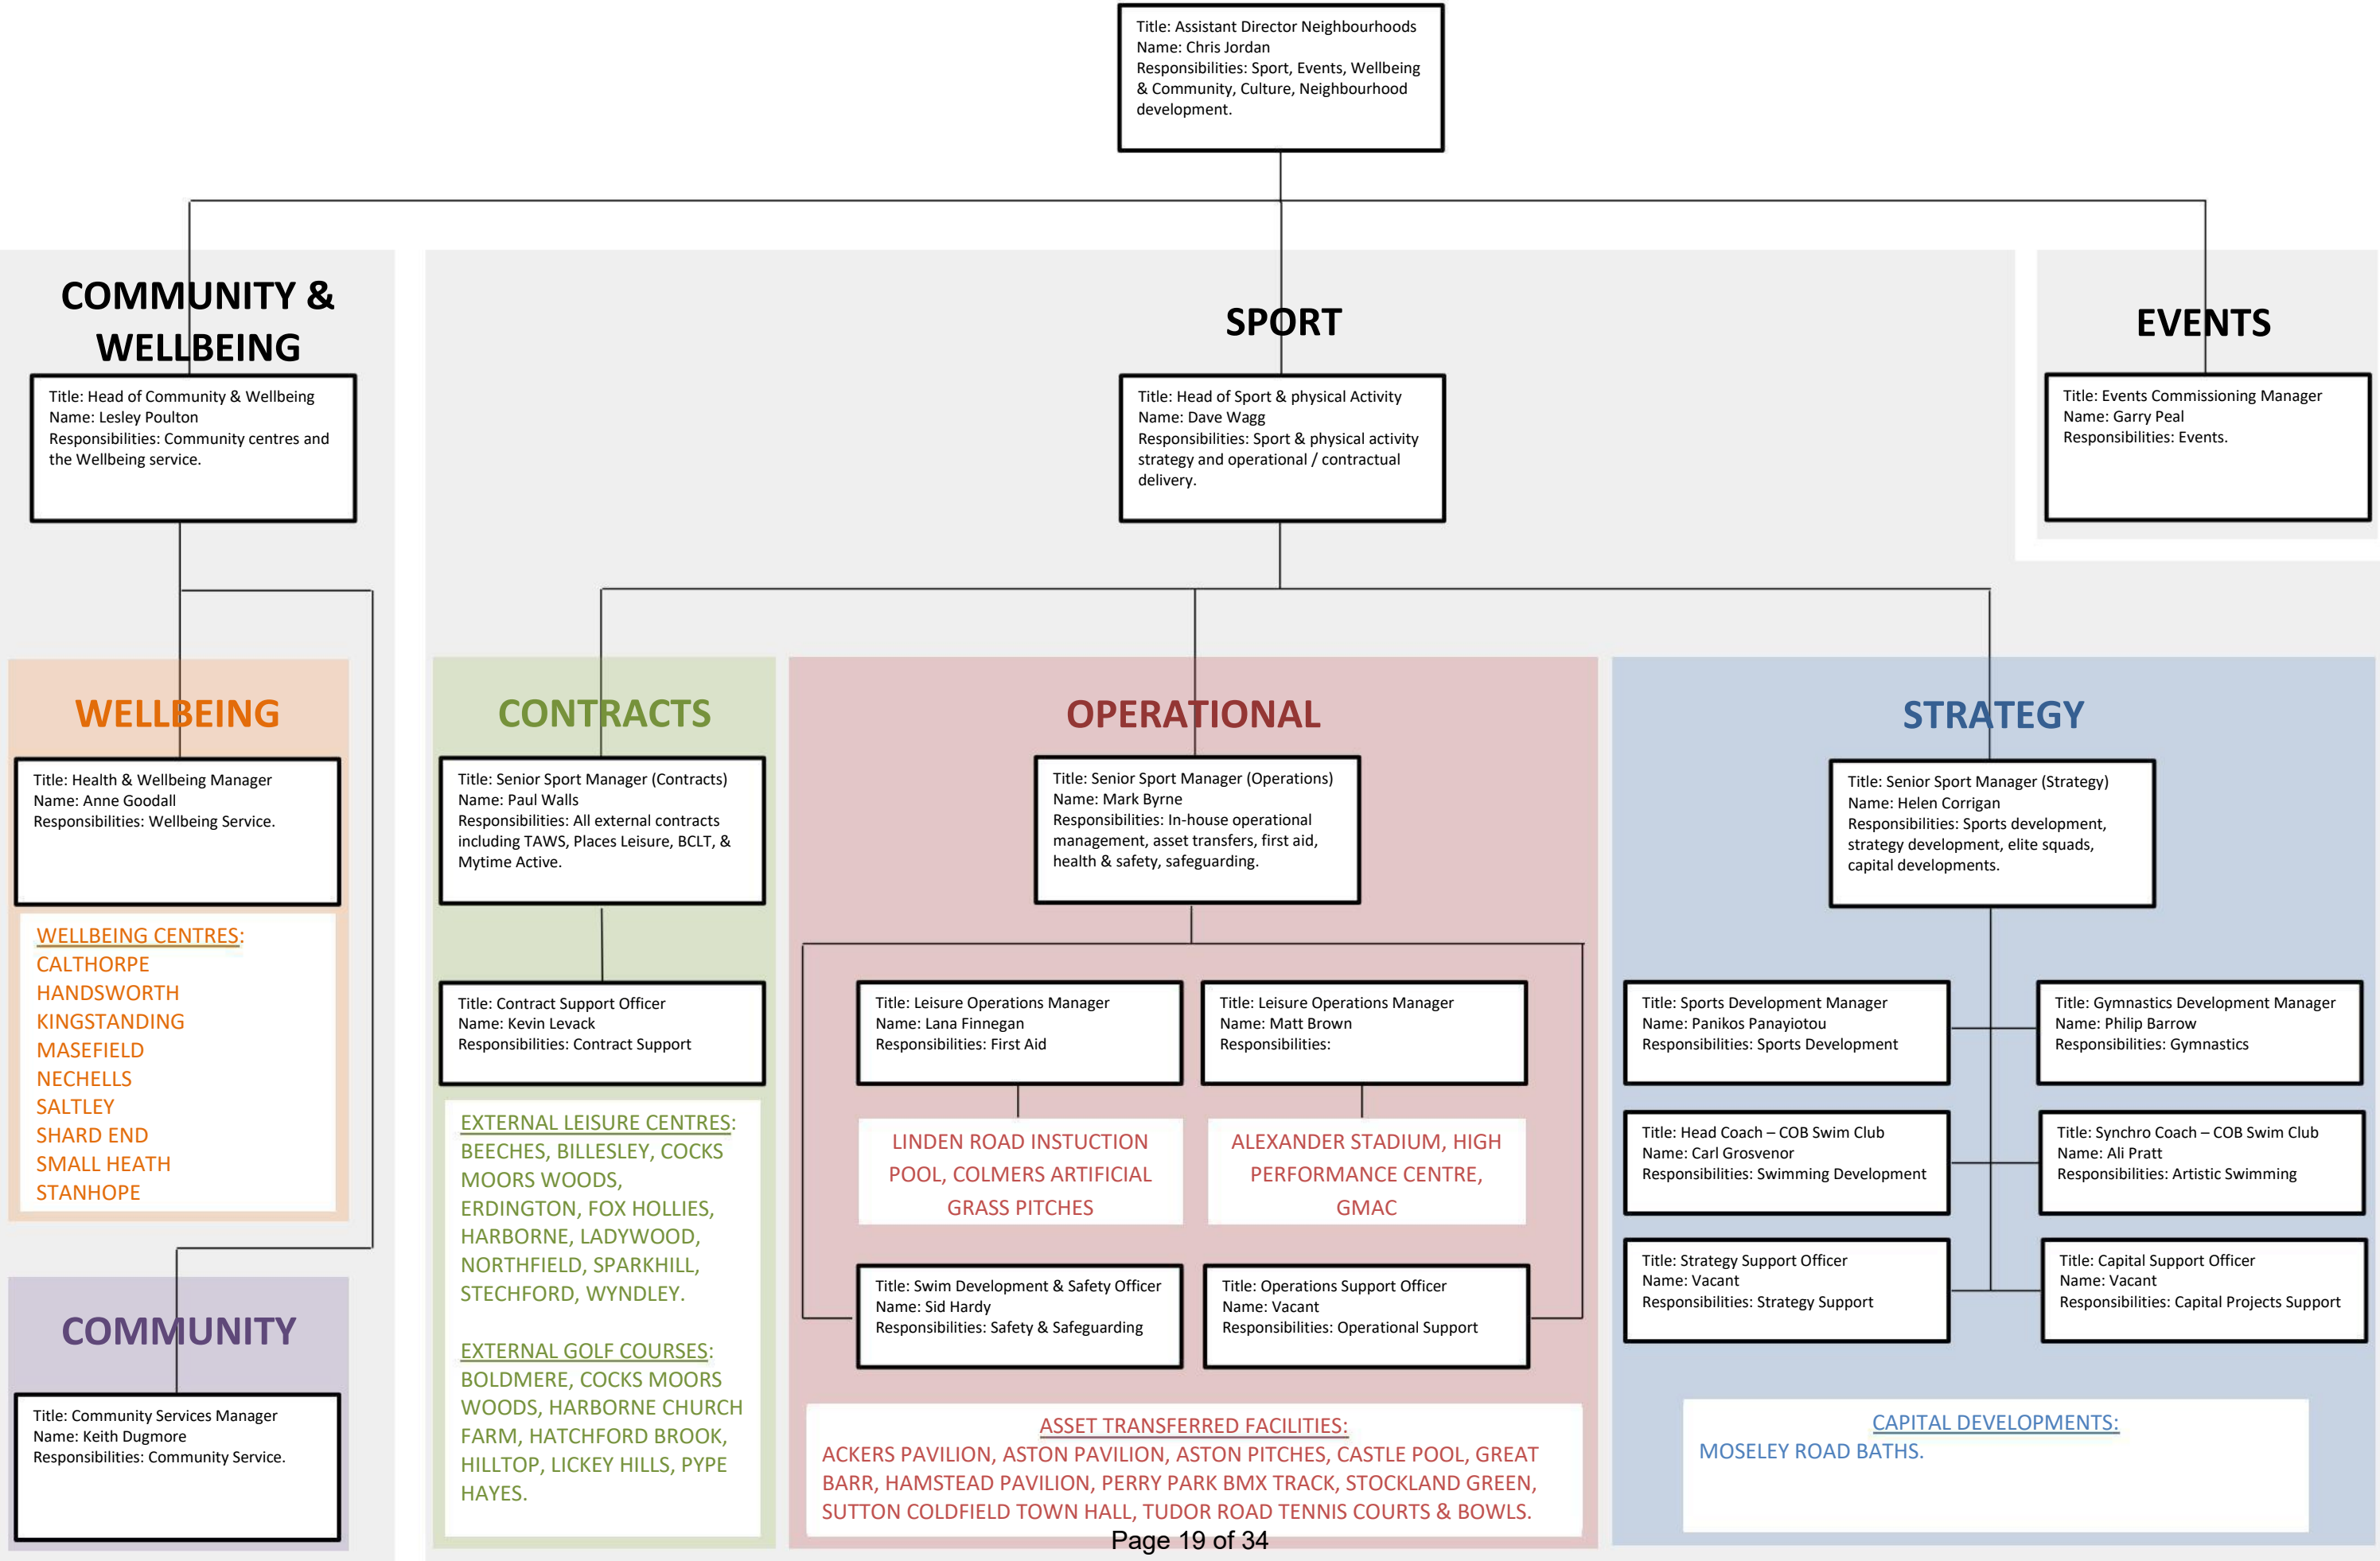 Title: Assistant Director Neighbourhoods
Name: Chris Jordan
Responsibilities: Sport, Events, Wellbeing
& Community, Culture, Neighbourhood
development.
COMMUNITY &
WELLBEING
Title: Head of Community & Wellbeing
Name: Lesley Poulton
Responsibilities: Community centres and
the Wellbeing service.
SPORT
Title: Head of Sport & physical Activity
Name: Dave Wagg
Responsibilities: Sport & physical activity
strategy and operational / contractual
delivery.
EVENTS
Title: Events Commissioning Manager
Name: Garry Peal
Responsibilities: Events.
WELLBEING
Title: Health & Wellbeing Manager
Name: Anne Goodall
Responsibilities: Wellbeing Service.
WELLBEING CENTRES:
CALTHORPE
HANDSWORTH
KINGSTANDING
MASEFIELD
NECHELLS
SALTLEY
SHARD END
SMALL HEATH
STANHOPE
COMMUNITY
Title: Community Services Manager
Name: Keith Dugmore
Responsibilities: Community Service.
CONTRACTS
Title: Senior Sport Manager (Contracts)
Name: Paul Walls
Responsibilities: All external contracts
including TAWS, Places Leisure, BCLT, &
Mytime Active.
Title: Contract Support Officer
Name: Kevin Levack
Responsibilities: Contract Support
EXTERNAL LEISURE CENTRES:
BEECHES, BILLESLEY, COCKS
MOORS WOODS,
ERDINGTON, FOX HOLLIES,
HARBORNE, LADYWOOD,
NORTHFIELD, SPARKHILL,
STECHFORD, WYNDLEY.
EXTERNAL GOLF COURSES:
BOLDMERE, COCKS MOORS
WOODS, HARBORNE CHURCH
FARM, HATCHFORD BROOK,
HILLTOP, LICKEY HILLS, PYPE
HAYES.
OPERATIONAL
Title: Senior Sport Manager (Operations)
Name: Mark Byrne
Responsibilities: In-house operational
management, asset transfers, first aid,
health & safety, safeguarding.
Title: Leisure Operations Manager
Name: Lana Finnegan
Responsibilities: First Aid
Title: Leisure Operations Manager
Name: Matt Brown
Responsibilities:
LINDEN ROAD INSTUCTION
POOL, COLMERS ARTIFICIAL
GRASS PITCHES
ALEXANDER STADIUM, HIGH
PERFORMANCE CENTRE,
GMAC
Title: Swim Development & Safety Officer
Name: Sid Hardy
Responsibilities: Safety & Safeguarding
Title: Operations Support Officer
Name: Vacant
Responsibilities: Operational Support
ASSET TRANSFERRED FACILITIES:
ACKERS PAVILION, ASTON PAVILION, ASTON PITCHES, CASTLE POOL, GREAT
BARR, HAMSTEAD PAVILION, PERRY PARK BMX TRACK, STOCKLAND GREEN,
SUTTON COLDFIELD TOWN HALL, TUDOR ROAD TENNIS COURTS & BOWLS.
STRATEGY
Title: Senior Sport Manager (Strategy)
Name: Helen Corrigan
Responsibilities: Sports development,
strategy development, elite squads,
capital developments.
Title: Sports Development Manager
Name: Panikos Panayiotou
Responsibilities: Sports Development
Title: Gymnastics Development Manager
Name: Philip Barrow
Responsibilities: Gymnastics
Title: Head Coach – COB Swim Club
Name: Carl Grosvenor
Responsibilities: Swimming Development
Title: Synchro Coach – COB Swim Club
Name: Ali Pratt
Responsibilities: Artistic Swimming
Title: Strategy Support Officer
Name: Vacant
Responsibilities: Strategy Support
Title: Capital Support Officer
Name: Vacant
Responsibilities: Capital Projects Support
CAPITAL DEVELOPMENTS:
MOSELEY ROAD BATHS.
Page 19 of 34